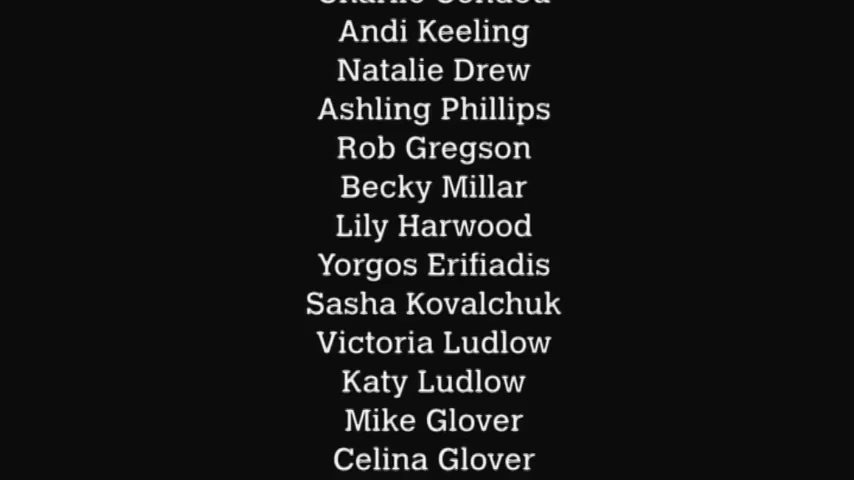 Andi Keeling
Natalie Drew
Ashling Phillips
Rob Gregson
Becky Millar
Lily Harwood
Yorgos Erifiadis
Sasha Kovalchuk
Victoria Ludlow
Katy Ludlow
Mike Glover
Celina Glover